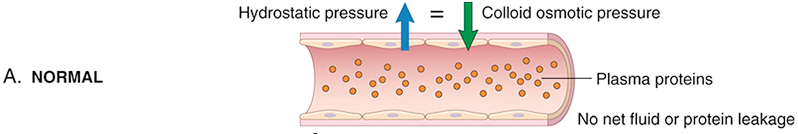 Hydrostatic pressure = Colloid osmotic pressure
A. NORMAL
Plasma proteins
No net fluid or protein leakage